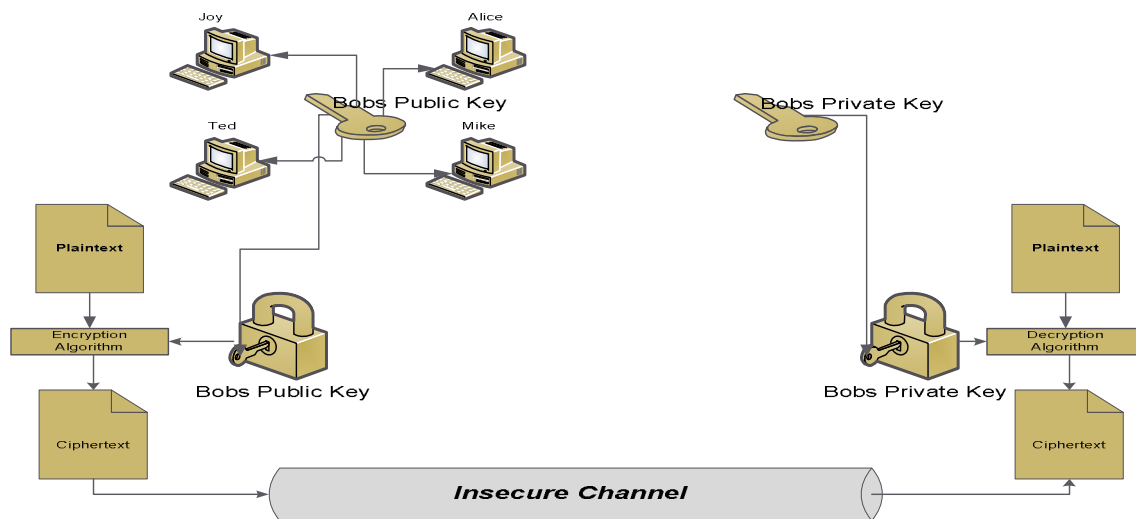 Joy
Alice
Bobs Public Key
Bobs Private Key
Ted
Mike
Plaintext
Plaintext
Encryption
Algorithm
Decryption
Algorithm
Bobs Public Key
Bobs Private Key
Ciphertext
Ciphertext
Insecure Channel